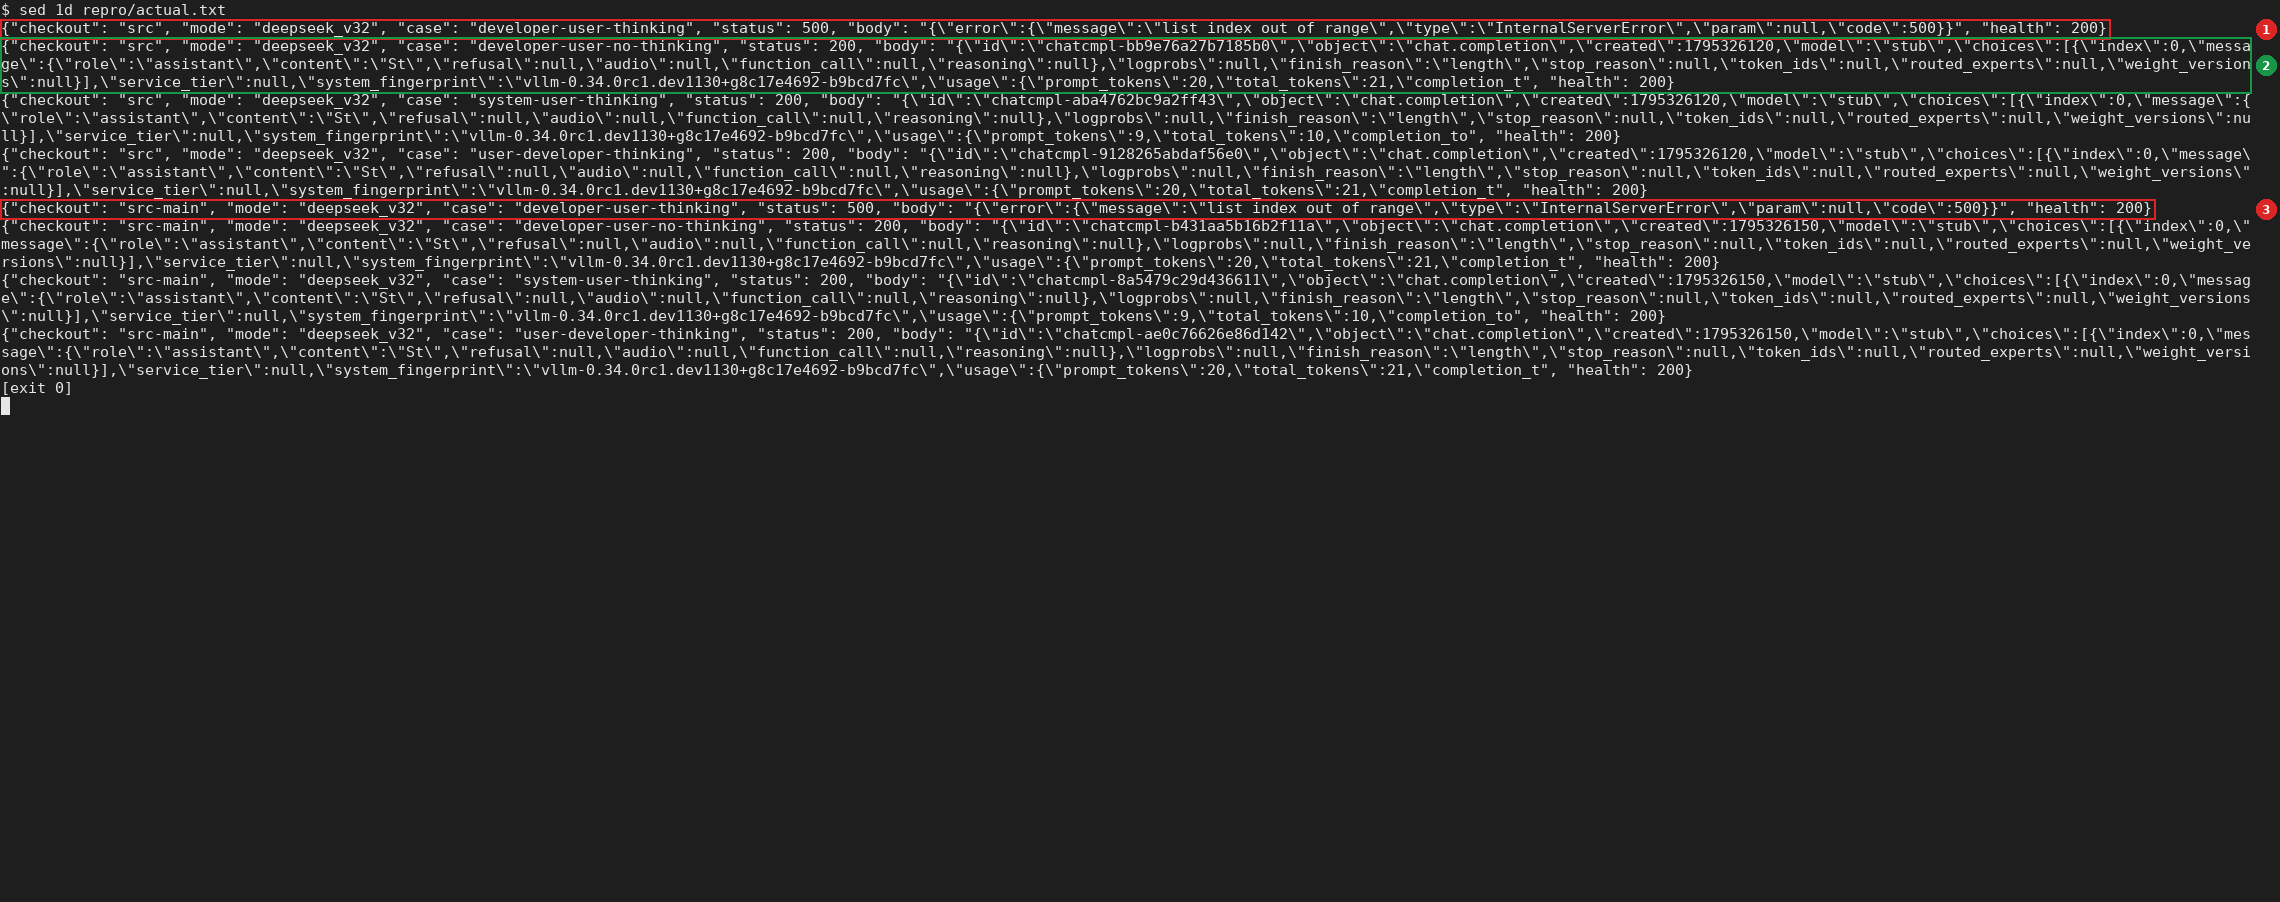 $ sed 1d repro/actual.txt
{"checkout": "src", "mode": "deepseek_v32", "case": "developer-user-thinking", "status": 500, "body": "{\"error\":{\"message\":\"list index out of range\",\"type\":\"InternalServerError\",\"param\":null,\"code\":500}}", "health": 200}
1
{"checkout": "src", "mode": "deepseek_v32", "case": "developer-user-no-thinking", "status": 200, "body": "{\"id\":\"chatcmpl-bb9e76a27b7185b0\",\"object\":\"chat.completion\",\"created\":1795326120,\"model\":\"stub\",\"choices\":[{\"index\":0,\"messa
ge\":{\"role\":\"assistant\",\"content\":\"St\",\"refusal\":null,\"audio\":null,\"function_call\":null,\"reasoning\":null},\"logprobs\":null,\"finish_reason\":\"length\",\"stop_reason\":null,\"token_ids\":null,\"routed_experts\":null,\"weight_version
2
s\":null}],\"service_tier\":null,\"system_fingerprint\":\"vllm-0.34.0rc1.dev1130+g8c17e4692-b9bcd7fc\",\"usage\":{\"prompt_tokens\":20,\"total_tokens\":21,\"completion_t", "health": 200}
{"checkout": "src", "mode": "deepseek_v32", "case": "system-user-thinking", "status": 200, "body": "{\"id\":\"chatcmpl-aba4762bc9a2ff43\",\"object\":\"chat.completion\",\"created\":1795326120,\"model\":\"stub\",\"choices\":[{\"index\":0,\"message\":{
\"role\":\"assistant\",\"content\":\"St\",\"refusal\":null,\"audio\":null,\"function_call\":null,\"reasoning\":null},\"logprobs\":null,\"finish_reason\":\"length\",\"stop_reason\":null,\"token_ids\":null,\"routed_experts\":null,\"weight_versions\":nu
ll}],\"service_tier\":null,\"system_fingerprint\":\"vllm-0.34.0rc1.dev1130+g8c17e4692-b9bcd7fc\",\"usage\":{\"prompt_tokens\":9,\"total_tokens\":10,\"completion_to", "health": 200}
{"checkout": "src", "mode": "deepseek_v32", "case": "user-developer-thinking", "status": 200, "body": "{\"id\":\"chatcmpl-9128265abdaf56e0\",\"object\":\"chat.completion\",\"created\":1795326120,\"model\":\"stub\",\"choices\":[{\"index\":0,\"message\
":{\"role\":\"assistant\",\"content\":\"St\",\"refusal\":null,\"audio\":null,\"function_call\":null,\"reasoning\":null},\"logprobs\":null,\"finish_reason\":\"length\",\"stop_reason\":null,\"token_ids\":null,\"routed_experts\":null,\"weight_versions\"
:null}],\"service_tier\":null,\"system_fingerprint\":\"vllm-0.34.0rc1.dev1130+g8c17e4692-b9bcd7fc\",\"usage\":{\"prompt_tokens\":20,\"total_tokens\":21,\"completion_t", "health": 200}
{"checkout": "src-main", "mode": "deepseek_v32", "case": "developer-user-thinking", "status": 500, "body": "{\"error\":{\"message\":\"list index out of range\",\"type\":\"InternalServerError\",\"param\":null,\"code\":500}}", "health": 200}
3
{"checkout": "src-main", "mode": "deepseek_v32", "case": "developer-user-no-thinking", "status": 200, "body": "{\"id\":\"chatcmpl-b431aa5b16b2f11a\",\"object\":\"chat.completion\",\"created\":1795326150,\"model\":\"stub\",\"choices\":[{\"index\":0,\"
message\":{\"role\":\"assistant\",\"content\":\"St\",\"refusal\":null,\"audio\":null,\"function_call\":null,\"reasoning\":null},\"logprobs\":null,\"finish_reason\":\"length\",\"stop_reason\":null,\"token_ids\":null,\"routed_experts\":null,\"weight_ve
rsions\":null}],\"service_tier\":null,\"system_fingerprint\":\"vllm-0.34.0rc1.dev1130+g8c17e4692-b9bcd7fc\",\"usage\":{\"prompt_tokens\":20,\"total_tokens\":21,\"completion_t", "health": 200}
{"checkout": "src-main", "mode": "deepseek_v32", "case": "system-user-thinking", "status": 200, "body": "{\"id\":\"chatcmpl-8a5479c29d436611\",\"object\":\"chat.completion\",\"created\":1795326150,\"model\":\"stub\",\"choices\":[{\"index\":0,\"messag
e\":{\"role\":\"assistant\",\"content\":\"St\",\"refusal\":null,\"audio\":null,\"function_call\":null,\"reasoning\":null},\"logprobs\":null,\"finish_reason\":\"length\",\"stop_reason\":null,\"token_ids\":null,\"routed_experts\":null,\"weight_versions
\":null}],\"service_tier\":null,\"system_fingerprint\":\"vllm-0.34.0rc1.dev1130+g8c17e4692-b9bcd7fc\",\"usage\":{\"prompt_tokens\":9,\"total_tokens\":10,\"completion_to", "health": 200}
{"checkout": "src-main", "mode": "deepseek_v32", "case": "user-developer-thinking", "status": 200, "body": "{\"id\":\"chatcmpl-ae0c76626e86d142\",\"object\":\"chat.completion\",\"created\":1795326150,\"model\":\"stub\",\"choices\":[{\"index\":0,\"mes
sage\":{\"role\":\"assistant\",\"content\":\"St\",\"refusal\":null,\"audio\":null,\"function_call\":null,\"reasoning\":null},\"logprobs\":null,\"finish_reason\":\"length\",\"stop_reason\":null,\"token_ids\":null,\"routed_experts\":null,\"weight_versi
ons\":null}],\"service_tier\":null,\"system_fingerprint\":\"vllm-0.34.0rc1.dev1130+g8c17e4692-b9bcd7fc\",\"usage\":{\"prompt_tokens\":20,\"total_tokens\":21,\"completion_t", "health": 200}
[exit 0]